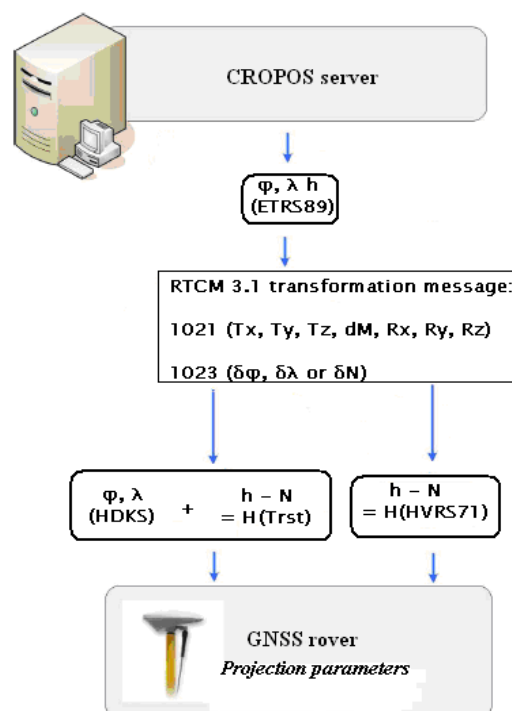 CROPOS server
φ, λ h
(ETRS89)
RTCM 3.1 transformation message:
1021 (Tx, Ty, Tz, dM, Rx, Ry, Rz)
1023 (δφ, δλ or δN)
φ, λ
(HDKS)
+
h – N
= H(Trst)
h – N
= H(HVRS71)
GNSS rover
Projection parameters